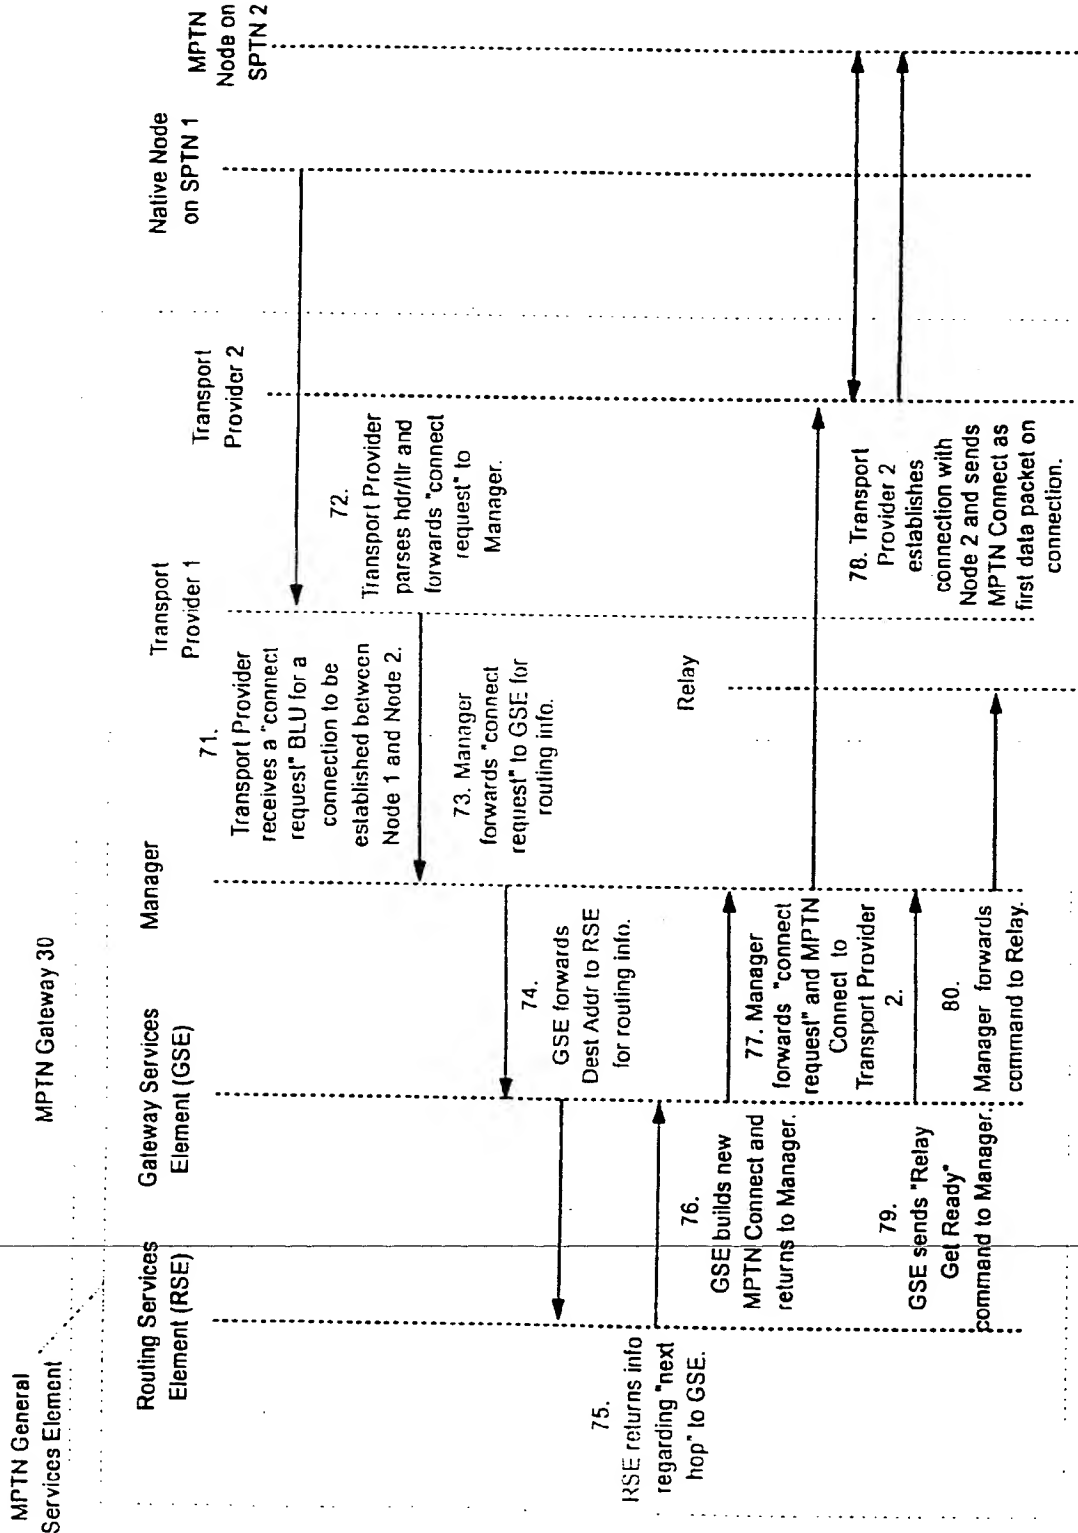 MPTN General
Services Element
MPTN Gateway 30
Routing Services
Element (RSE)
Gateway Services
Element (GSE)
Manager
Transport
Provider 1
Transport
Provider 2
Native Node
on SPTN 1
MPTN
Node on
SPTN 2
71.
Transport Provider
receives a "connect
request" BLU for a
connection to be
established between
Node 1 and Node 2.
72.
Transport Provider
parses hdr/tlr and
forwards "connect
request" to
Manager.
73. Manager
forwards "connect
request" to GSE for
routing info.
74.
GSE forwards
Dest Addr to RSE
for routing info.
75.
RSE returns info
regarding "next
hop" to GSE.
76.
GSE builds new
MPTN Connect and
returns to Manager.
77. Manager
forwards "connect
request" and MPTN
Connect to
Transport Provider
2.
Relay
78. Transport
Provider 2
establishes
connection with
Node 2 and sends
MPTN Connect as
first data packet on
connection.
79.
GSE sends "Relay
Get Ready"
command to Manager.
80.
Manager forwards
command to Relay.